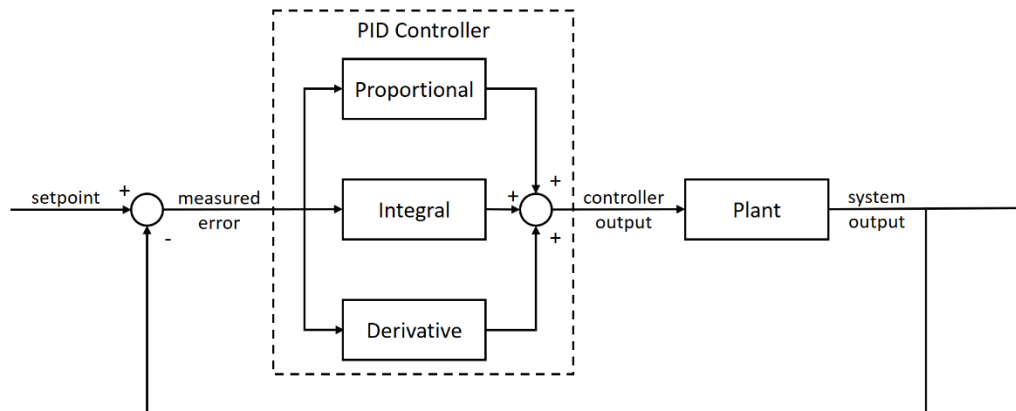 PID Controller
Proportional
+
setpoint
+
measured
error
-
Integral
+
+
controller
output
Plant
system
output
+
Derivative